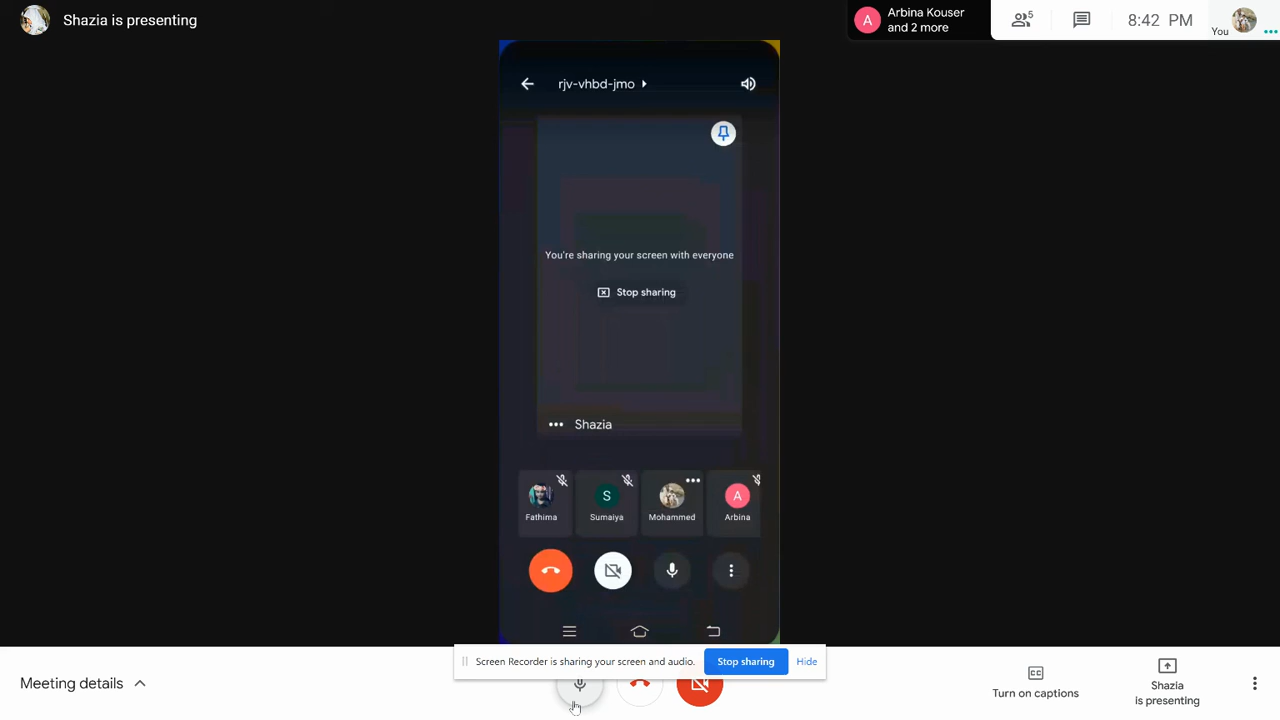 Shazia is presenting
Arbina Kouser
and 2 more
5
8:42 PM
You
rjv-vhbd-jmo
You're sharing your screen with everyone
Stop sharing
Shazia
Fathima
S
Sumaiya
Mohammed
A
Arbina
Screen Recorder is sharing your screen and audio.
Stop sharing
Hide
Meeting details
Turn on captions
Shazia
is presenting
A
CC